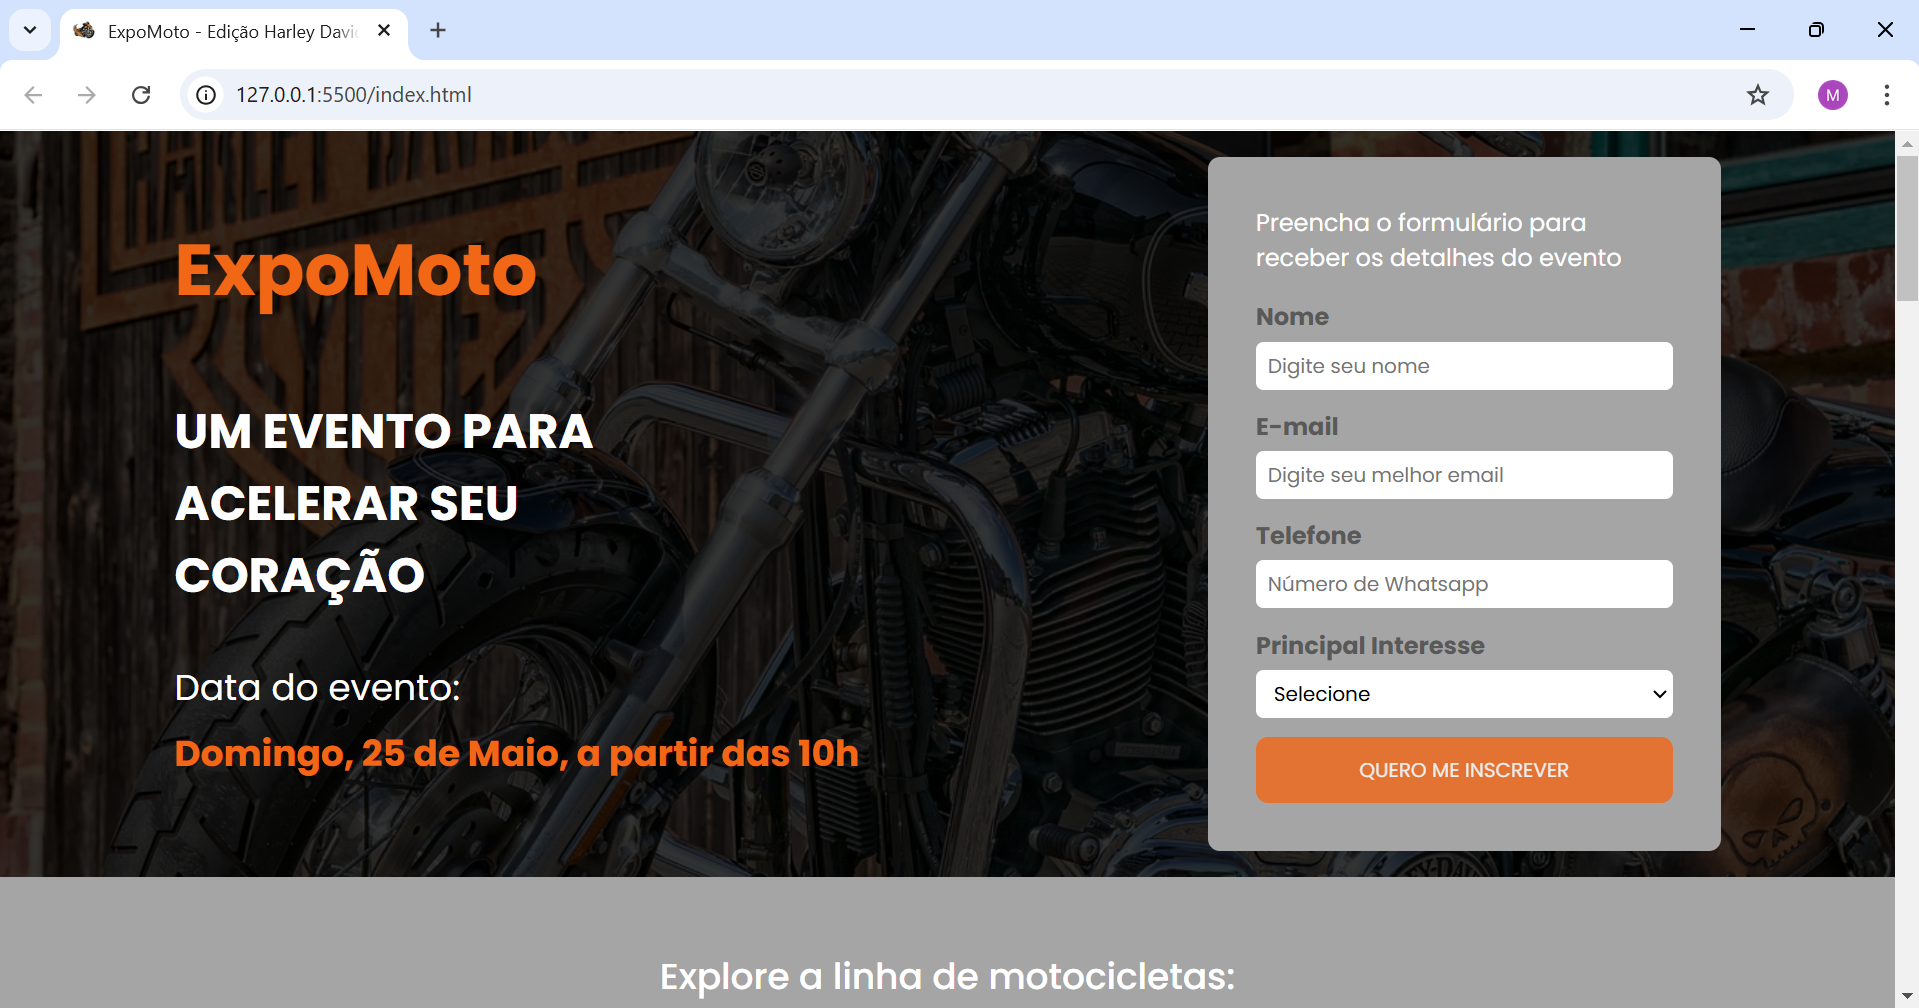 ExpoMoto - Edição Harley Davi
127.0.0.1:5500/index.html
M
ExpoMoto
UM EVENTO PARA
ACELERAR SEU
CORAÇÃO
Data do evento:
Domingo, 25 de Maio, a partir das 10h
Preencha o formulário para
receber os detalhes do evento
Nome
Digite seu nome
E-mail
Digite seu melhor email
Telefone
Número de Whatsapp
Principal Interesse
Selecione
QUERO ME INSCREVER
Explore a linha de motocicletas: